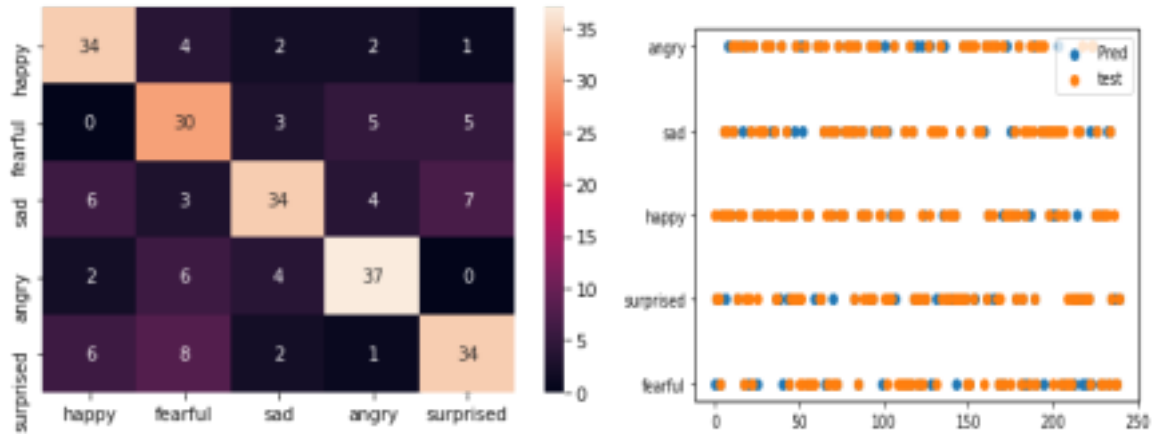 happy 34 4 2 2 1
fearful 0 30 3 5 5
sad 6 3 34 4 7
angry 2 6 4 37 0
surprised 6 8 2 1 34
happy fearful sad angry surprised
35
30
25
20
15
10
5
0
angry
sad
happy
surprised
fearful
Pred
test
0 50 100 150 200 250